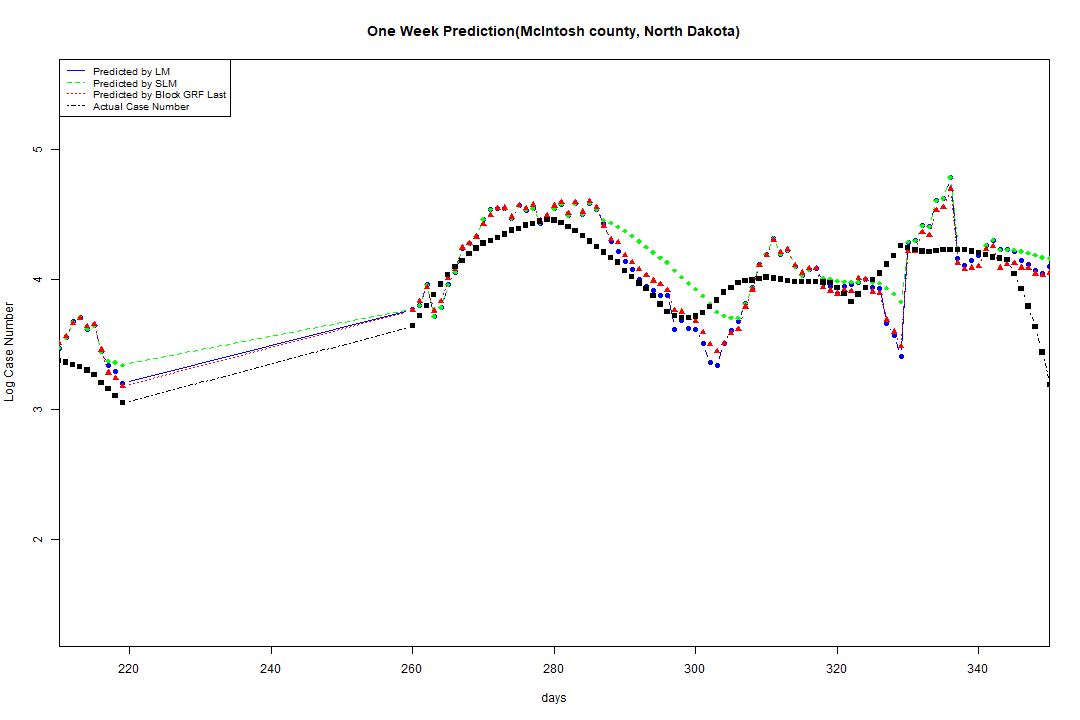 One Week Prediction(McIntosh county, North Dakota)
Predicted by LM
Predicted by SLM
Predicted by Block GRF Last
Actual Case Number
5
4
3
2
Log Case Number
220 240 260 280 300 320 340
days